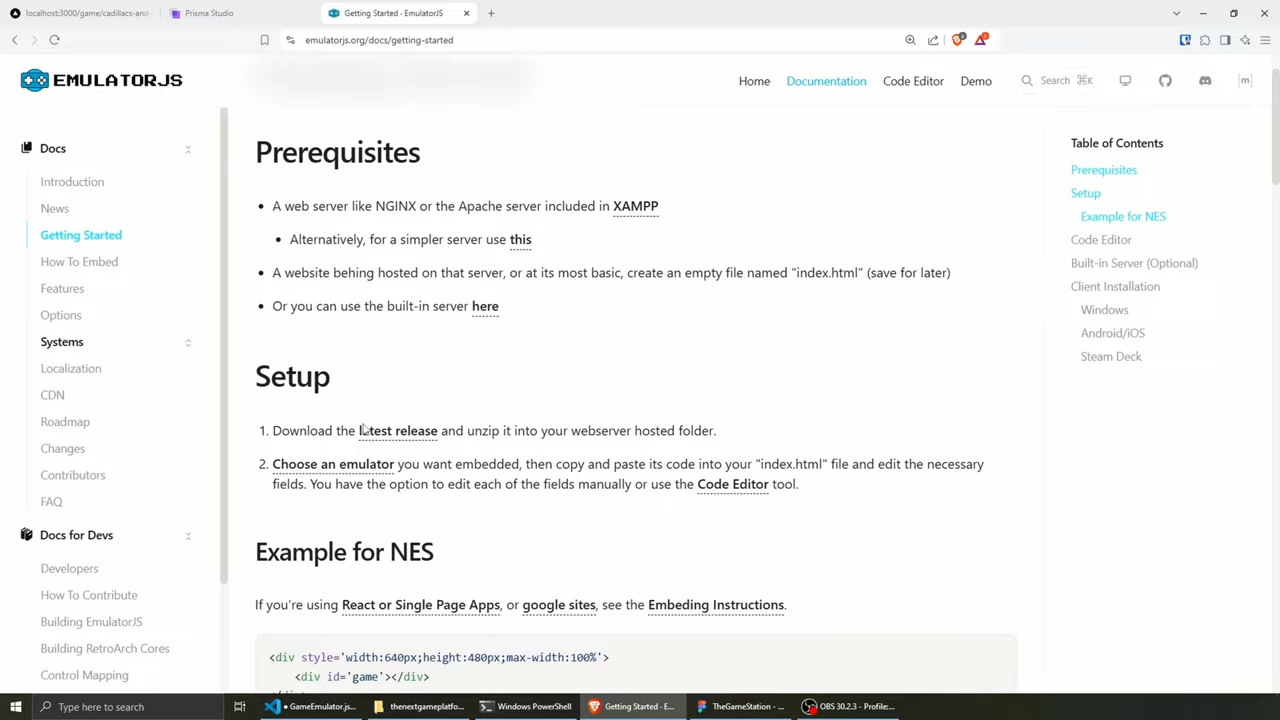 localhost:3000/game/cadillacs-and-
Prisma Studio
Getting Started - EmulatorJS
emulatorjs.org/docs/getting-started
EMULATORJS
Home
Documentation
Code Editor
Demo
Search ⌘K
|m|
Docs
Introduction
News
Getting Started
How To Embed
Features
Options
Systems
Localization
CDN
Roadmap
Changes
Contributors
FAQ
Docs for Devs
Developers
How To Contribute
Building EmulatorJS
Building RetroArch Cores
Control Mapping
Prerequisites
• A web server like NGINX or the Apache server included in XAMPP
• Alternatively, for a simpler server use this
• A website behing hosted on that server, or at its most basic, create an empty file named "index.html" (save for later)
• Or you can use the built-in server here
Setup
1. Download the latest release and unzip it into your webserver hosted folder.
2. Choose an emulator you want embedded, then copy and paste its code into your "index.html" file and edit the necessary
fields. You have the option to edit each of the fields manually or use the Code Editor tool.
Example for NES
If you're using React or Single Page Apps, or google sites, see the Embeding Instructions.
<div style='width:640px;height:480px;max-width:100%'>
<div id='game'></div>
Table of Contents
Prerequisites
Setup
Example for NES
Code Editor
Built-in Server (Optional)
Client Installation
Windows
Android/iOS
Steam Deck
Type here to search
● GameEmulator.js...
thenextgameplatfo...
Windows PowerShell
Getting Started - E...
TheGameStation - ...
OBS 30.2.3 - Profile:...